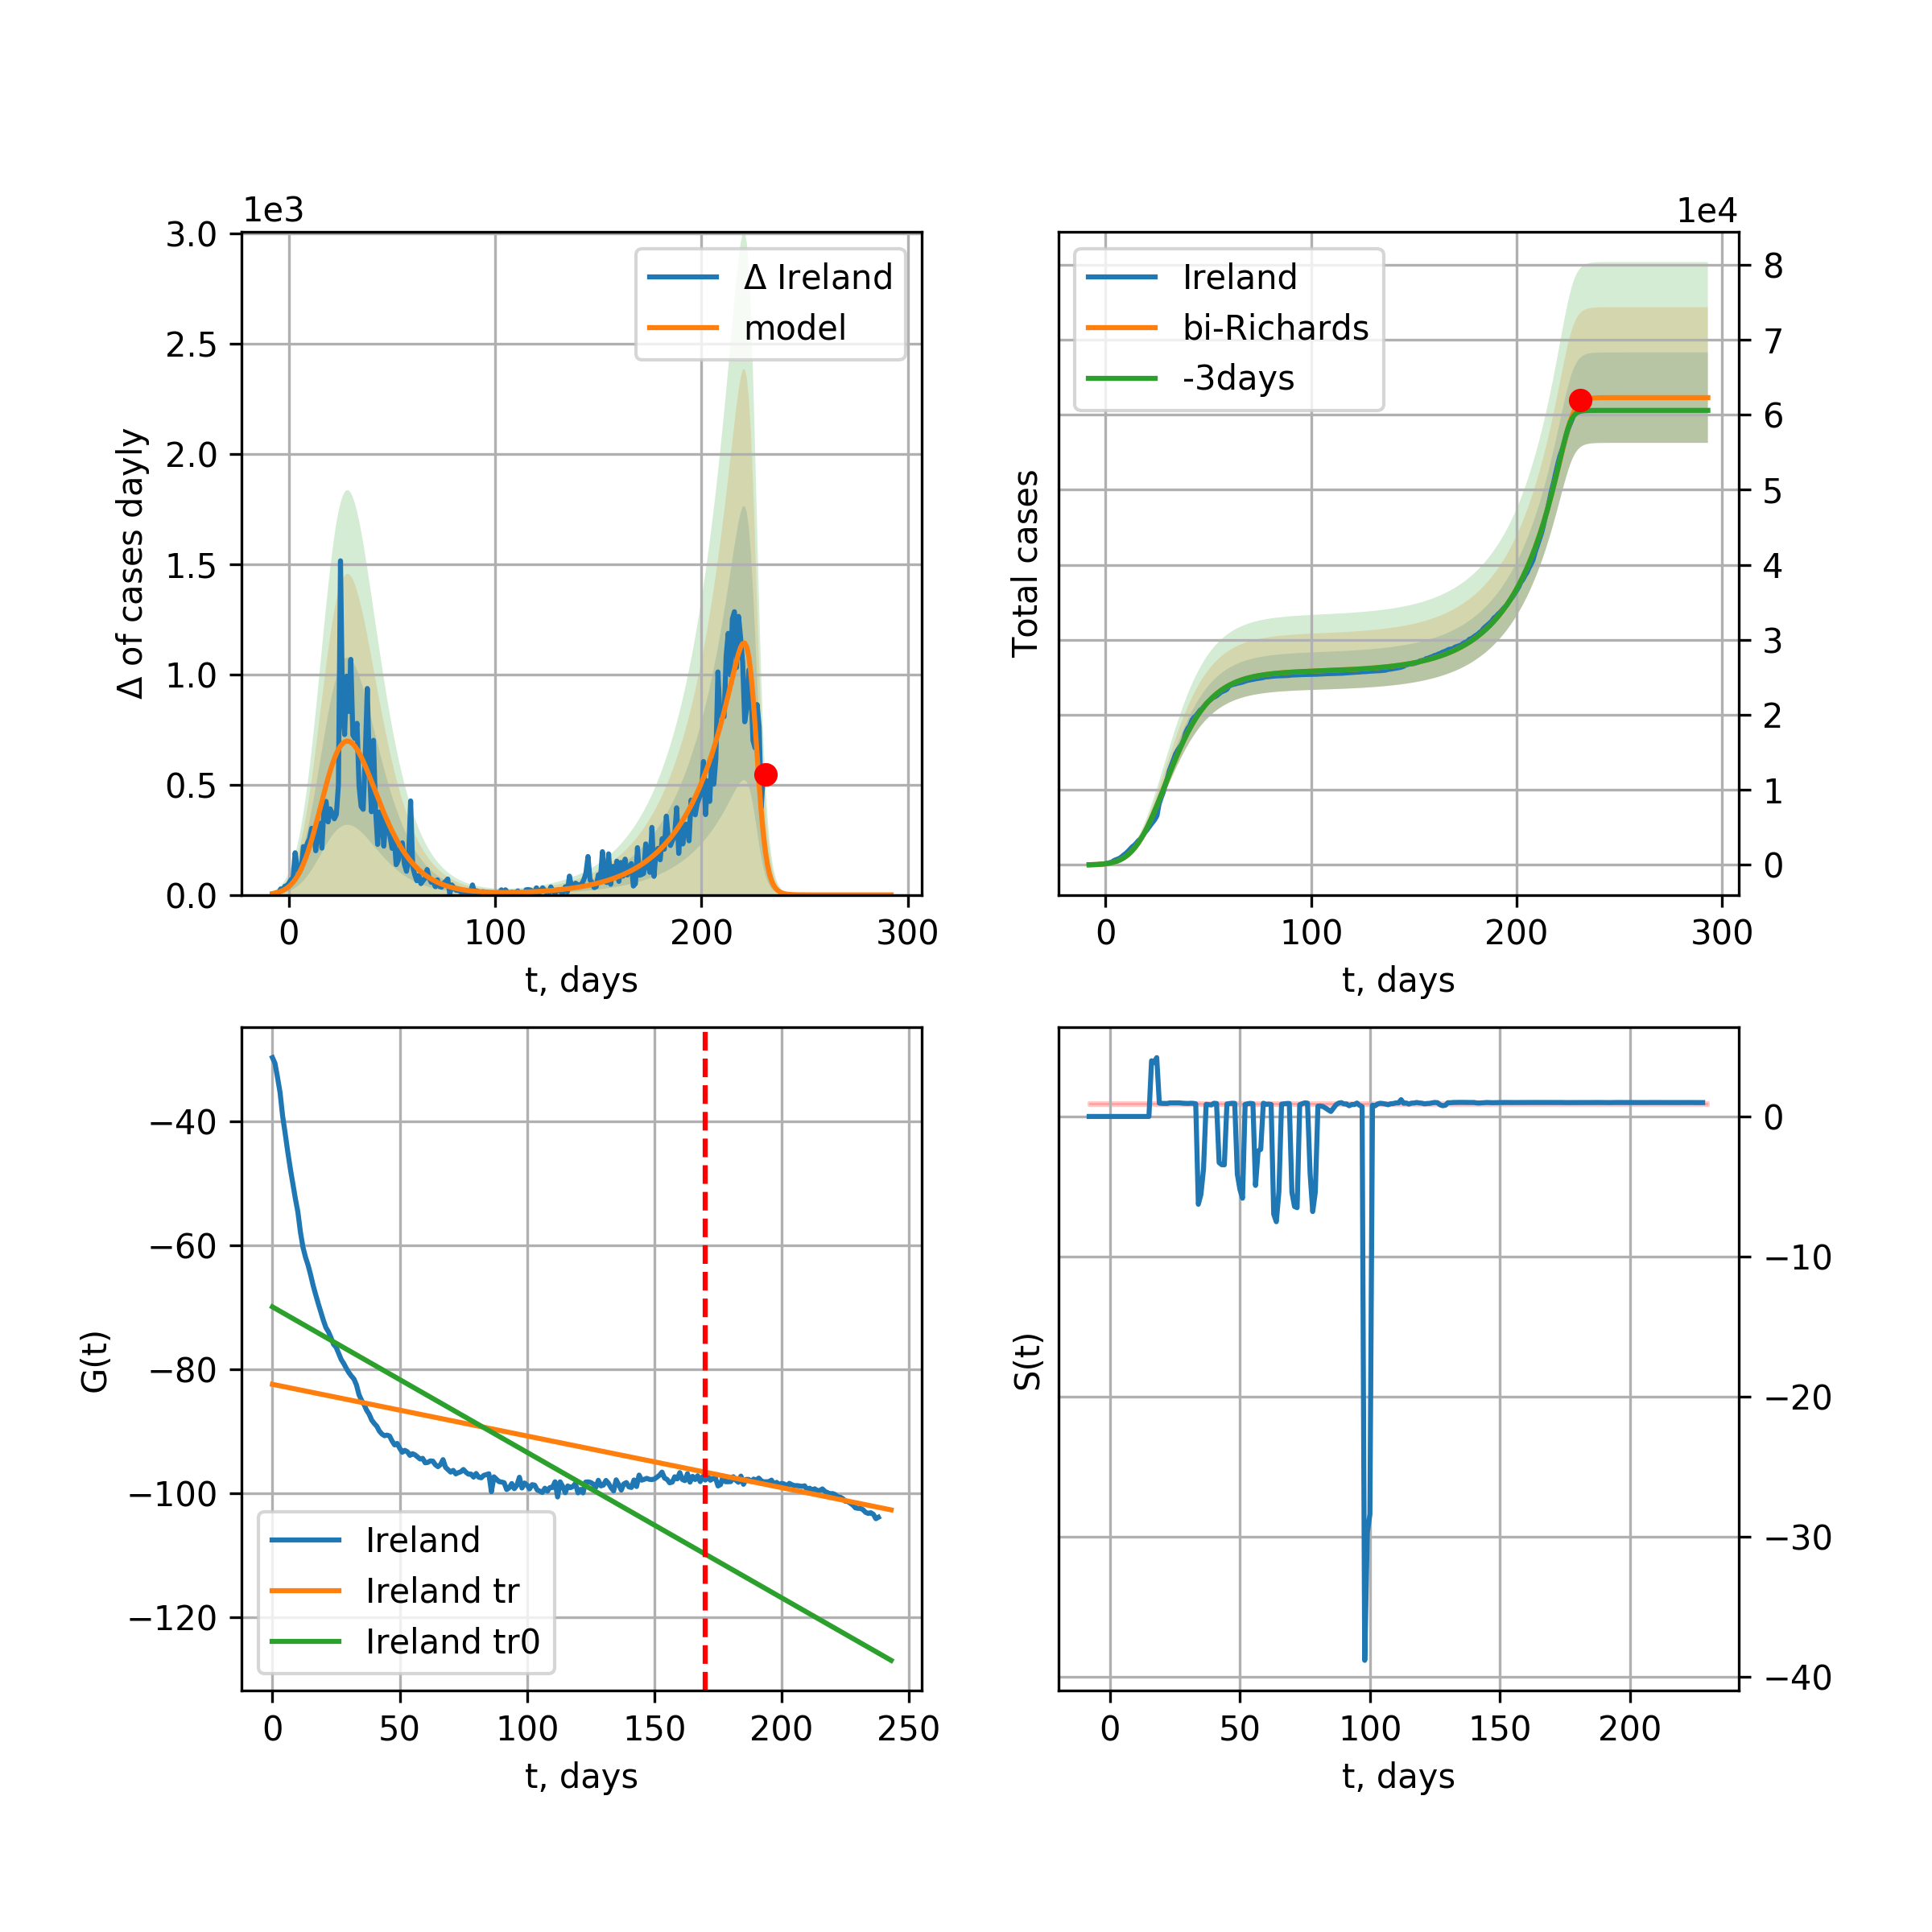 1e3
3.0
2.5
2.0
1.5
1.0
0.5
0.0
Δ of cases dayly
Δ Ireland
model
0 100 200 300
t, days
1e4
8
7
6
5
4
3
2
1
0
Total cases
Ireland
bi-Richards
-3days
0 100 200 300
t, days
−40
−60
−80
−100
−120
G(t)
Ireland
Ireland tr
Ireland tr0
0 50 100 150 200 250
t, days
S(t)
0
−10
−20
−30
−40
0 50 100 150 200
t, days